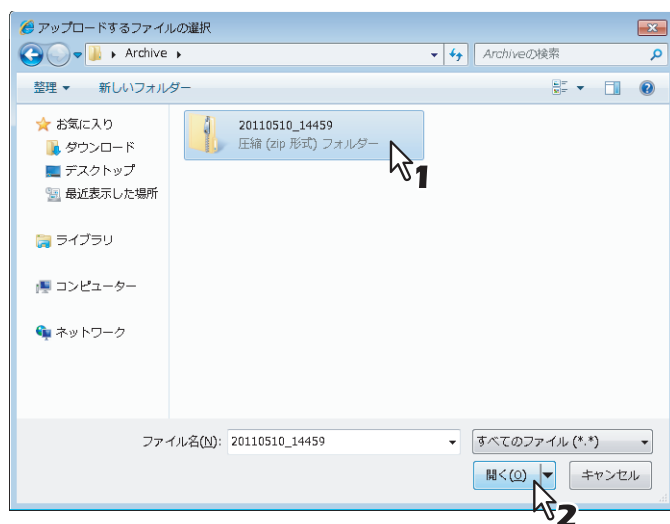 アップロードするファイルの選択
Archive
Archiveの検索
整理 新しいフォルダー
お気に入り
ダウンロード
デスクトップ
最近表示した場所
ライブラリ
コンピューター
ネットワーク
20110510_14459
圧縮 (zip 形式) フォルダー
1
ファイル名(N): 20110510_14459 すべてのファイル (*.*)
開く(O) キャンセル
2